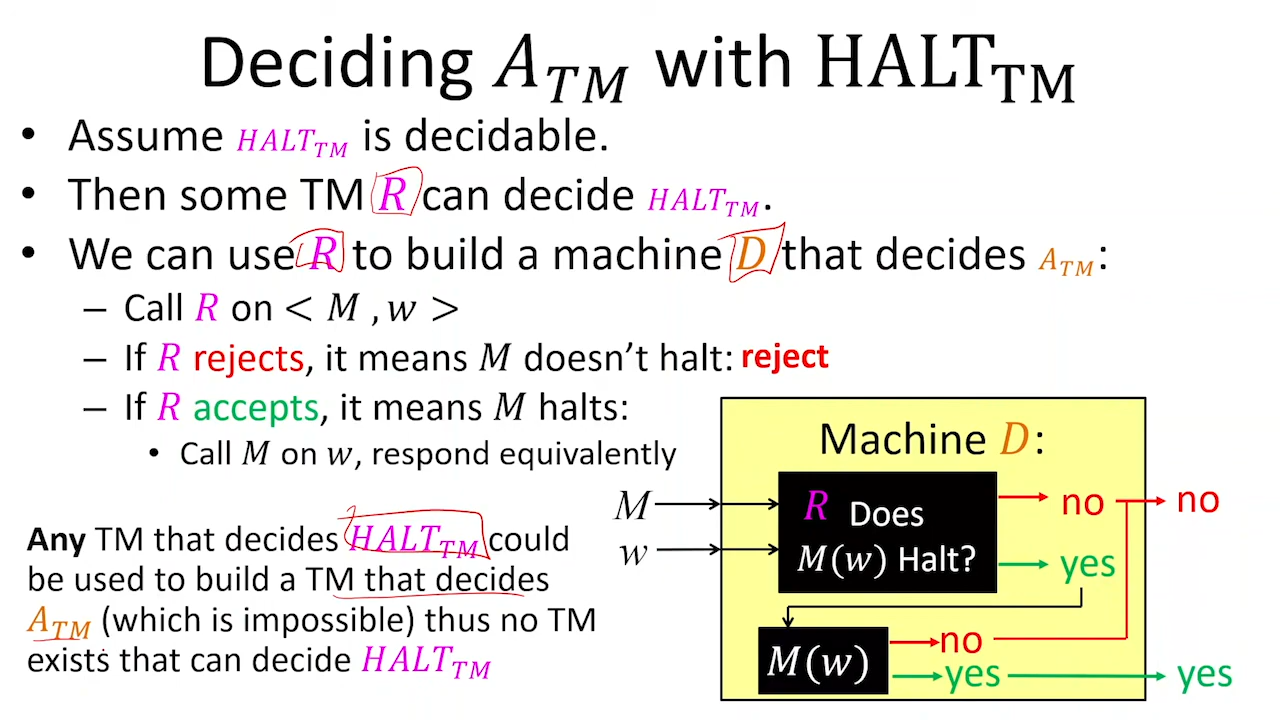 Deciding A_TM with HALT_TM
• Assume HALT_TM is decidable.
• Then some TM R can decide HALT_TM.
• We can use R to build a machine D that decides A_TM:
– Call R on < M , w >
– If R rejects, it means M doesn't halt: reject
– If R accepts, it means M halts:
• Call M on w, respond equivalently
Any TM that decides HALT_TM could
be used to build a TM that decides
A_TM (which is impossible) thus no TM
exists that can decide HALT_TM
Machine D:
M
w
R Does
M(w) Halt?
no
no
yes
M(w)
no
yes
yes